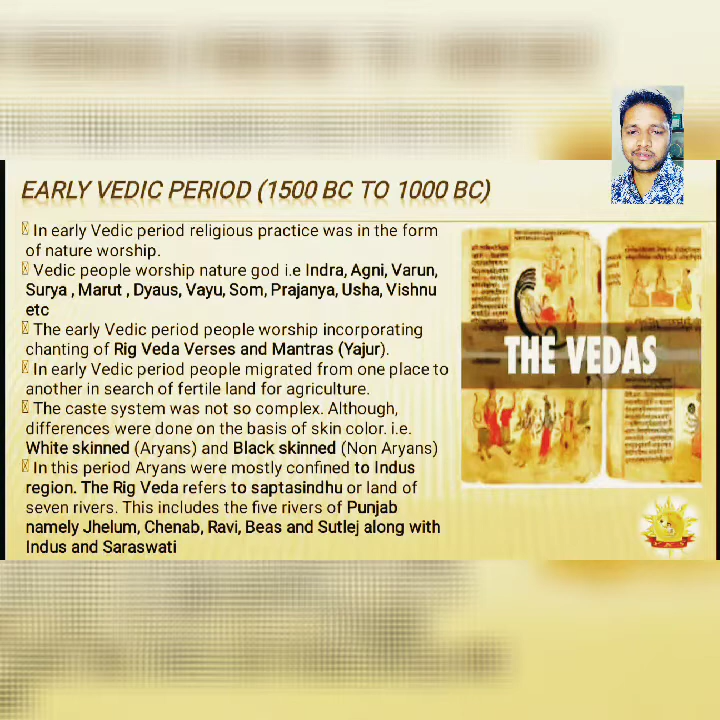 EARLY VEDIC PERIOD (1500 BC TO 1000 BC)
In early Vedic period religious practice was in the form
of nature worship.
Vedic people worship nature god i.e Indra, Agni, Varun,
Surya , Marut , Dyaus, Vayu, Som, Prajanya, Usha, Vishnu
etc
The early Vedic period people worship incorporating
chanting of Rig Veda Verses and Mantras (Yajur).
In early Vedic period people migrated from one place to
another in search of fertile land for agriculture.
The caste system was not so complex. Although,
differences were done on the basis of skin color. i.e.
White skinned (Aryans) and Black skinned (Non Aryans)
In this period Aryans were mostly confined to Indus
region. The Rig Veda refers to saptasindhu or land of
seven rivers. This includes the five rivers of Punjab
namely Jhelum, Chenab, Ravi, Beas and Sutlej along with
Indus and Saraswati
THE VEDAS